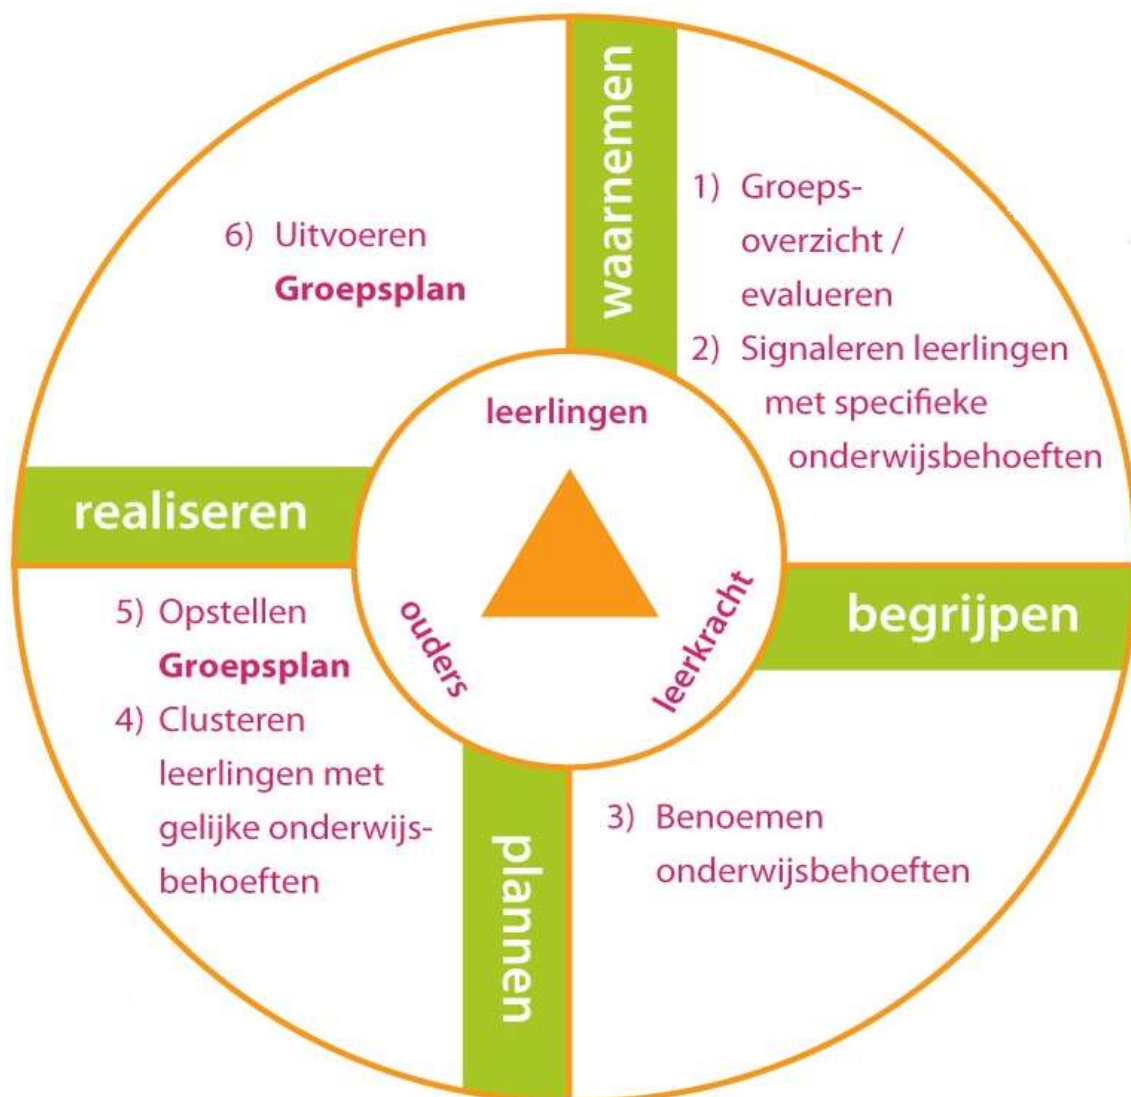 waarnemen
1) Groeps-
overzicht /
evalueren
2) Signaleren leerlingen
met specifieke
onderwijsbehoeften
begrijpen
3) Benoemen
onderwijsbehoeften
plannen
5) Opstellen
Groepsplan
4) Clusteren
leerlingen met
gelijke onderwijs-
behoeften
realiseren
6) Uitvoeren
Groepsplan
leerlingen
leerkracht
ouders